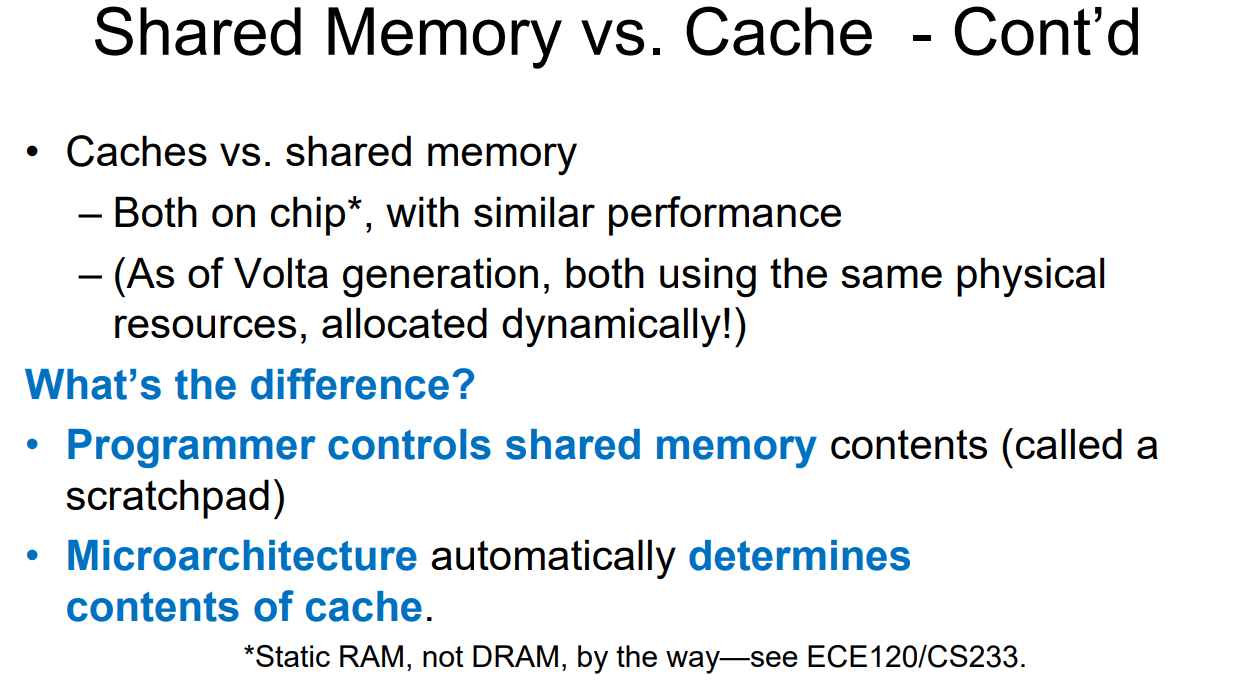 Shared Memory vs. Cache - Cont’d
• Caches vs. shared memory
– Both on chip*, with similar performance
– (As of Volta generation, both using the same physical
resources, allocated dynamically!)
What’s the difference?
• Programmer controls shared memory contents (called a
scratchpad)
• Microarchitecture automatically determines
contents of cache.
*Static RAM, not DRAM, by the way—see ECE120/CS233.